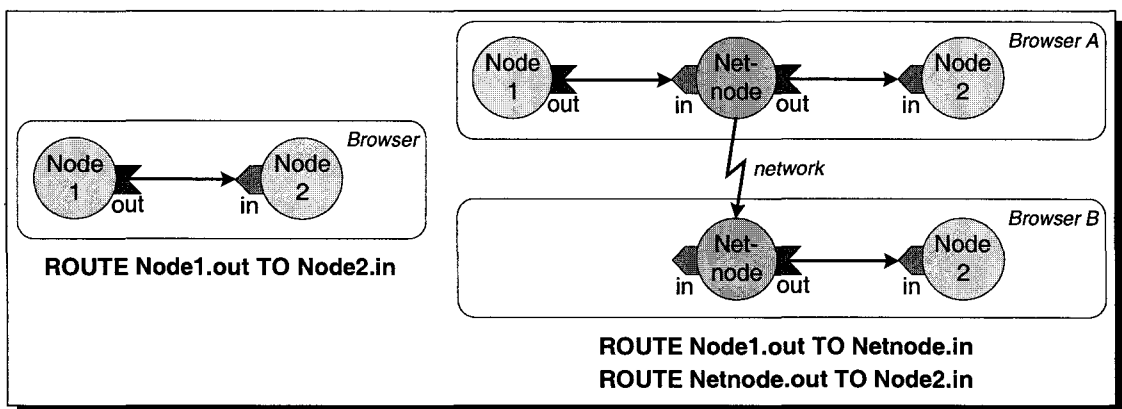 Browser
Node
1
out
in
Node
2
ROUTE Node1.out TO Node2.in
Browser A
Node
1
out
in
Net-
node
out
in
Node
2
network
Browser B
in
Net-
node
out
in
Node
2
ROUTE Node1.out TO Netnode.in
ROUTE Netnode.out TO Node2.in